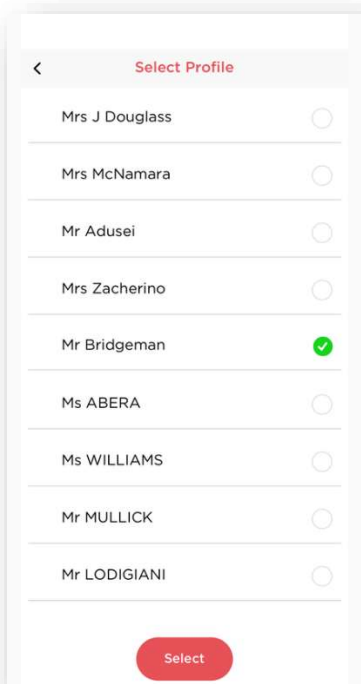 Select Profile
Mrs J Douglass
Mrs McNamara
Mr Adusei
Mrs Zacherino
Mr Bridgeman
Ms ABERA
Ms WILLIAMS
Mr MULLICK
Mr LODIGIANI
Select